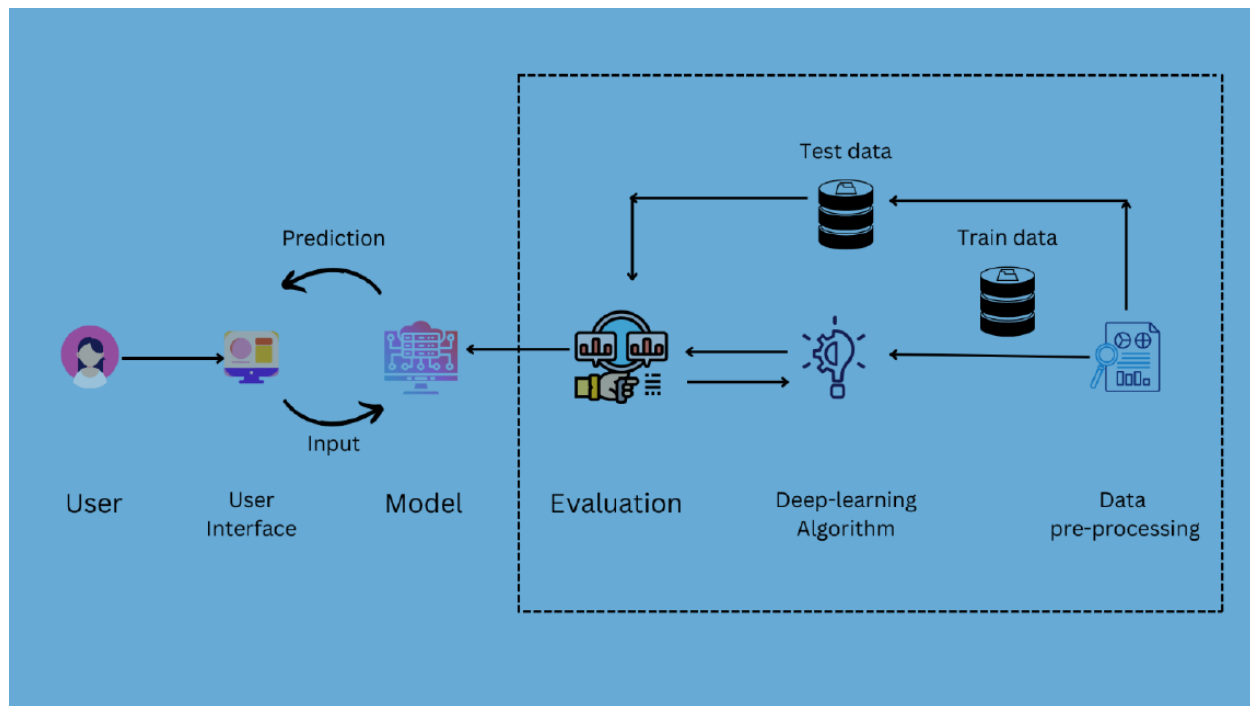 Test data
Train data
Prediction
Input
User
User
Interface
Model
Evaluation
Deep-learning
Algorithm
Data
pre-processing